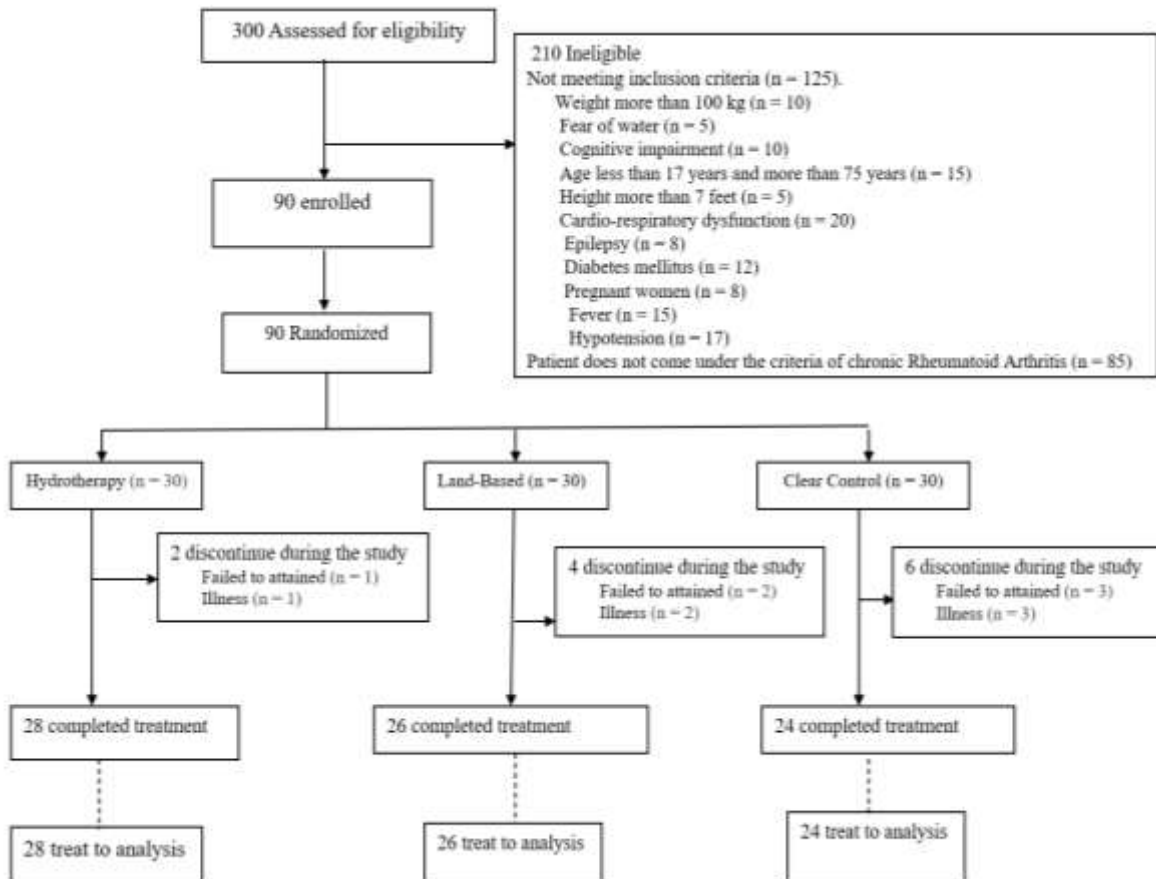 300 Assessed for eligibility
210 Ineligible
Not meeting inclusion criteria (n = 125).
Weight more than 100 kg (n = 10)
Fear of water (n = 5)
Cognitive impairment (n = 10)
Age less than 17 years and more than 75 years (n = 15)
Height more than 7 feet (n = 5)
Cardio-respiratory dysfunction (n = 20)
Epilepsy (n = 8)
Diabetes mellitus (n = 12)
Pregnant women (n = 8)
Fever (n = 15)
Hypotension (n = 17)
Patient does not come under the criteria of chronic Rheumatoid Arthritis (n = 85)
90 enrolled
90 Randomized
Hydrotherapy (n = 30)
Land-Based (n = 30)
Clear Control (n = 30)
2 discontinue during the study
Failed to attained (n = 1)
Illness (n = 1)
4 discontinue during the study
Failed to attained (n = 2)
Illness (n = 2)
6 discontinue during the study
Failed to attained (n = 3)
Illness (n = 3)
28 completed treatment
26 completed treatment
24 completed treatment
28 treat to analysis
26 treat to analysis
24 treat to analysis